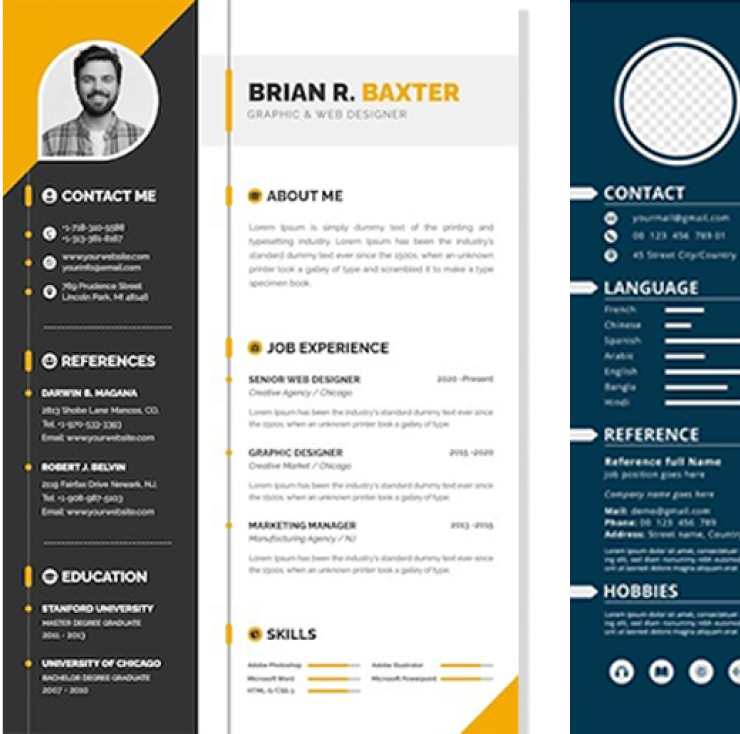 CONTACT ME
+1-718-310-5588
+1-313-381-8167
www.yourwebsite.com
yourinfo@email.com
769 Prudence Street
Lincoln Park, MI 48146
REFERENCES
DARWIN B. MAGANA
2813 Shobe Lane Mancos, CO.
Tel: +1-970-533-3393
Email: www.yourwebsite.com
ROBERT J. BELVIN
2119 Fairfax Drive Newark, NJ.
Tel: +1-908-987-5103
Email: www.yourwebsite.com
EDUCATION
STANFORD UNIVERSITY
MASTER DEGREE GRADUATE
2011 - 2013
UNIVERSITY OF CHICAGO
BACHELOR DEGREE GRADUATE
2007 - 2010
BRIAN R. BAXTER
GRAPHIC & WEB DESIGNER
ABOUT ME
Lorem Ipsum is simply dummy text of the printing and
typesetting industry. Lorem Ipsum has been the industry's
standard dummy text ever since the 1500s, when an unknown
printer took a galley of type and scrambled it to make a type
specimen book.
JOB EXPERIENCE
SENIOR WEB DESIGNER 2020 - Present
Creative Agency / Chicago
Lorem Ipsum has been the industry's standard dummy text ever since
the 1500s, when an unknown printer took a galley of type.
GRAPHIC DESIGNER 2015 - 2020
Creative Market / Chicago
Lorem Ipsum has been the industry's standard dummy text ever since
the 1500s, when an unknown printer took a galley of type.
MARKETING MANAGER 2013 - 2015
Manufacturing Agency / NJ
Lorem Ipsum has been the industry's standard dummy text ever since
the 1500s, when an unknown printer took a galley of type.
SKILLS
Adobe Photoshop Adobe Illustrator
Microsoft Word Microsoft Powerpoint
HTML-5/CSS-3
CONTACT
yourmail@gmail.com
00 123 456 789 01
45 Street City/Country
LANGUAGE
French
Chinese
Spanish
Arabic
English
Bangla
Hindi
REFERENCE
Reference full Name
Job position goes here
Company name goes here
Mail: demo@gmail.com
Phone: 00 123 456 789
Address: Street name, Country
HOBBIES